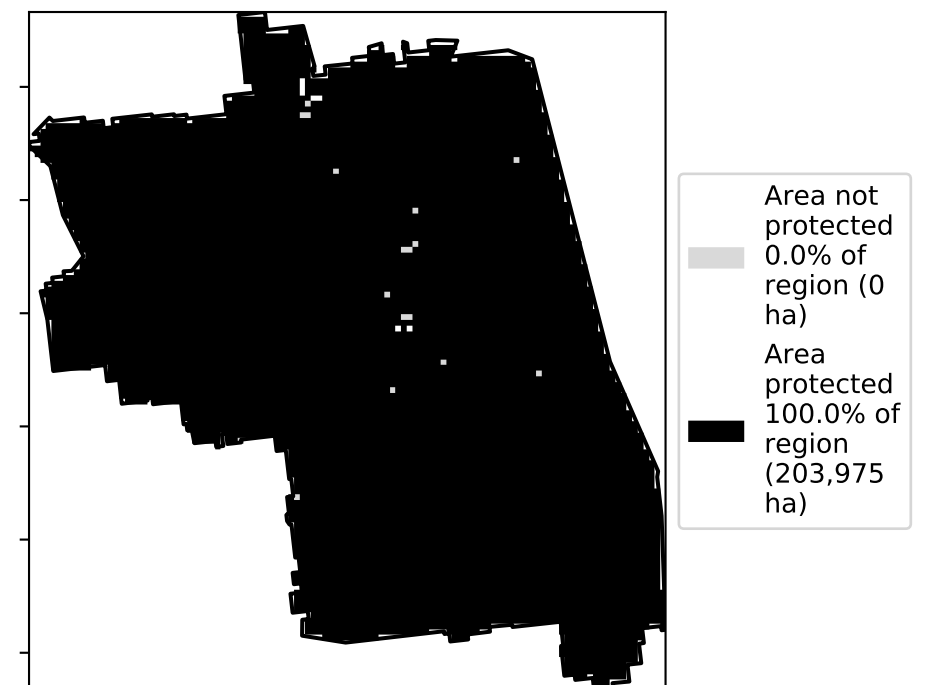 Area not
protected
0.0% of
region (0
ha)
Area
protected
100.0% of
region
(203,975
ha)